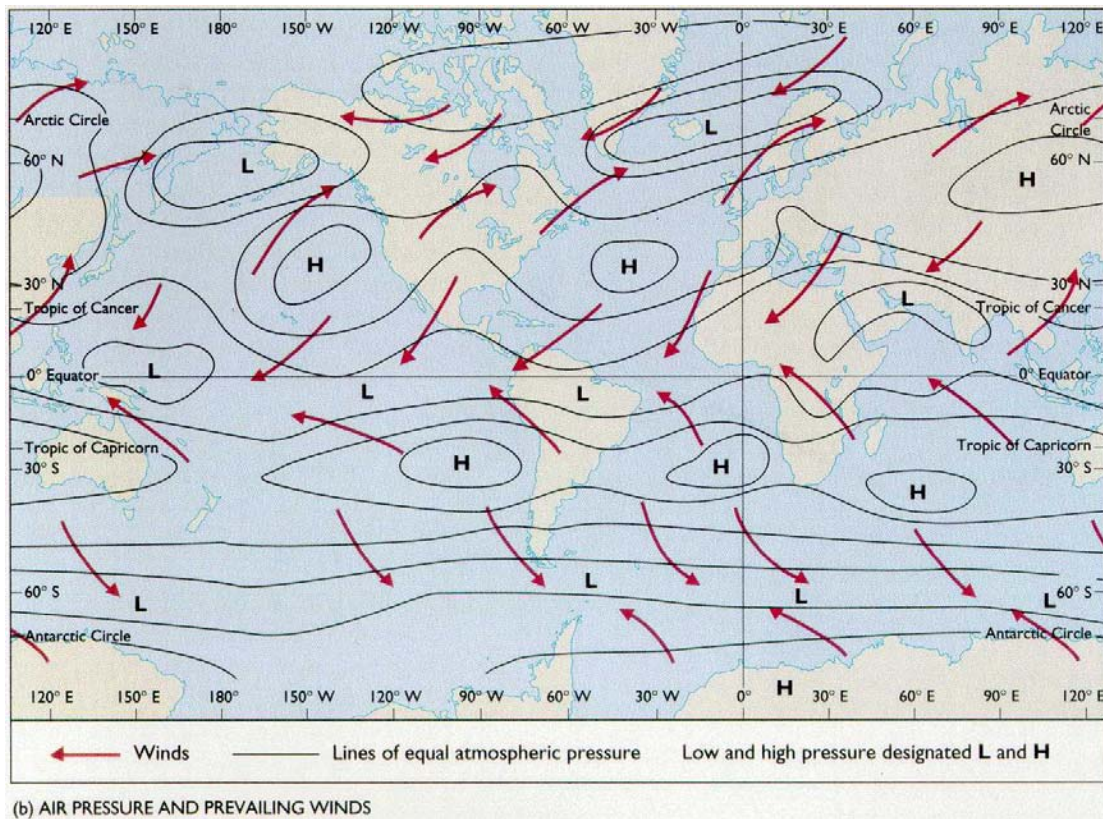 120° E 150° E 180° 150° W 120° W 90° W 60° W 30W 0° 30° E 60° E 90° E 120° E
Arctic Circle
Arctic
Circle
L
60° N
L
60° N
H
H
H
30° N
30° N
L
Tropic of Cancer
Tropic of Cancer
L
0° Equator
0° Equator
L
L
Tropic of Capricorn
Tropic of Capricorn
30° S
H
H
30° S
H
L
60° S
L
L
L
60° S
Antarctic Circle
Antarctic Circle
H
120° E 150° E 180° 150° W 120° W 90° W 60° W 30° W 0° 30° E 60° E 90° E 120° E
Winds
Lines of equal atmospheric pressure
Low and high pressure designated L and H
(b) AIR PRESSURE AND PREVAILING WINDS